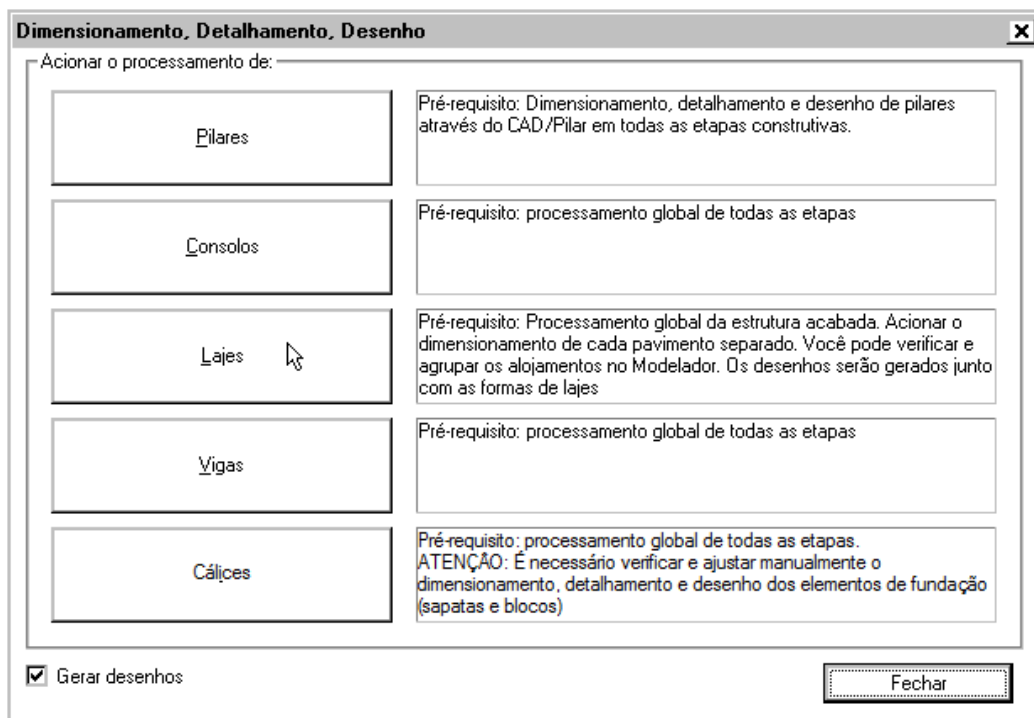 Dimensionamento, Detalhamento, Desenho
Acionar o processamento de:
Pilares
Pré-requisito: Dimensionamento, detalhamento e desenho de pilares
através do CAD/Pilar em todas as etapas construtivas.
Consolos
Pré-requisito: processamento global de todas as etapas
Lajes
Pré-requisito: Processamento global da estrutura acabada. Acionar o
dimensionamento de cada pavimento separado. Você pode verificar e
agrupar os alojamentos no Modelador. Os desenhos serão gerados junto
com as formas de lajes
Vigas
Pré-requisito: processamento global de todas as etapas
Cálices
Pré-requisito: processamento global de todas as etapas.
ATENÇÃO: É necessário verificar e ajustar manualmente o
dimensionamento, detalhamento e desenho dos elementos de fundação
(sapatas e blocos)
Gerar desenhos
Fechar